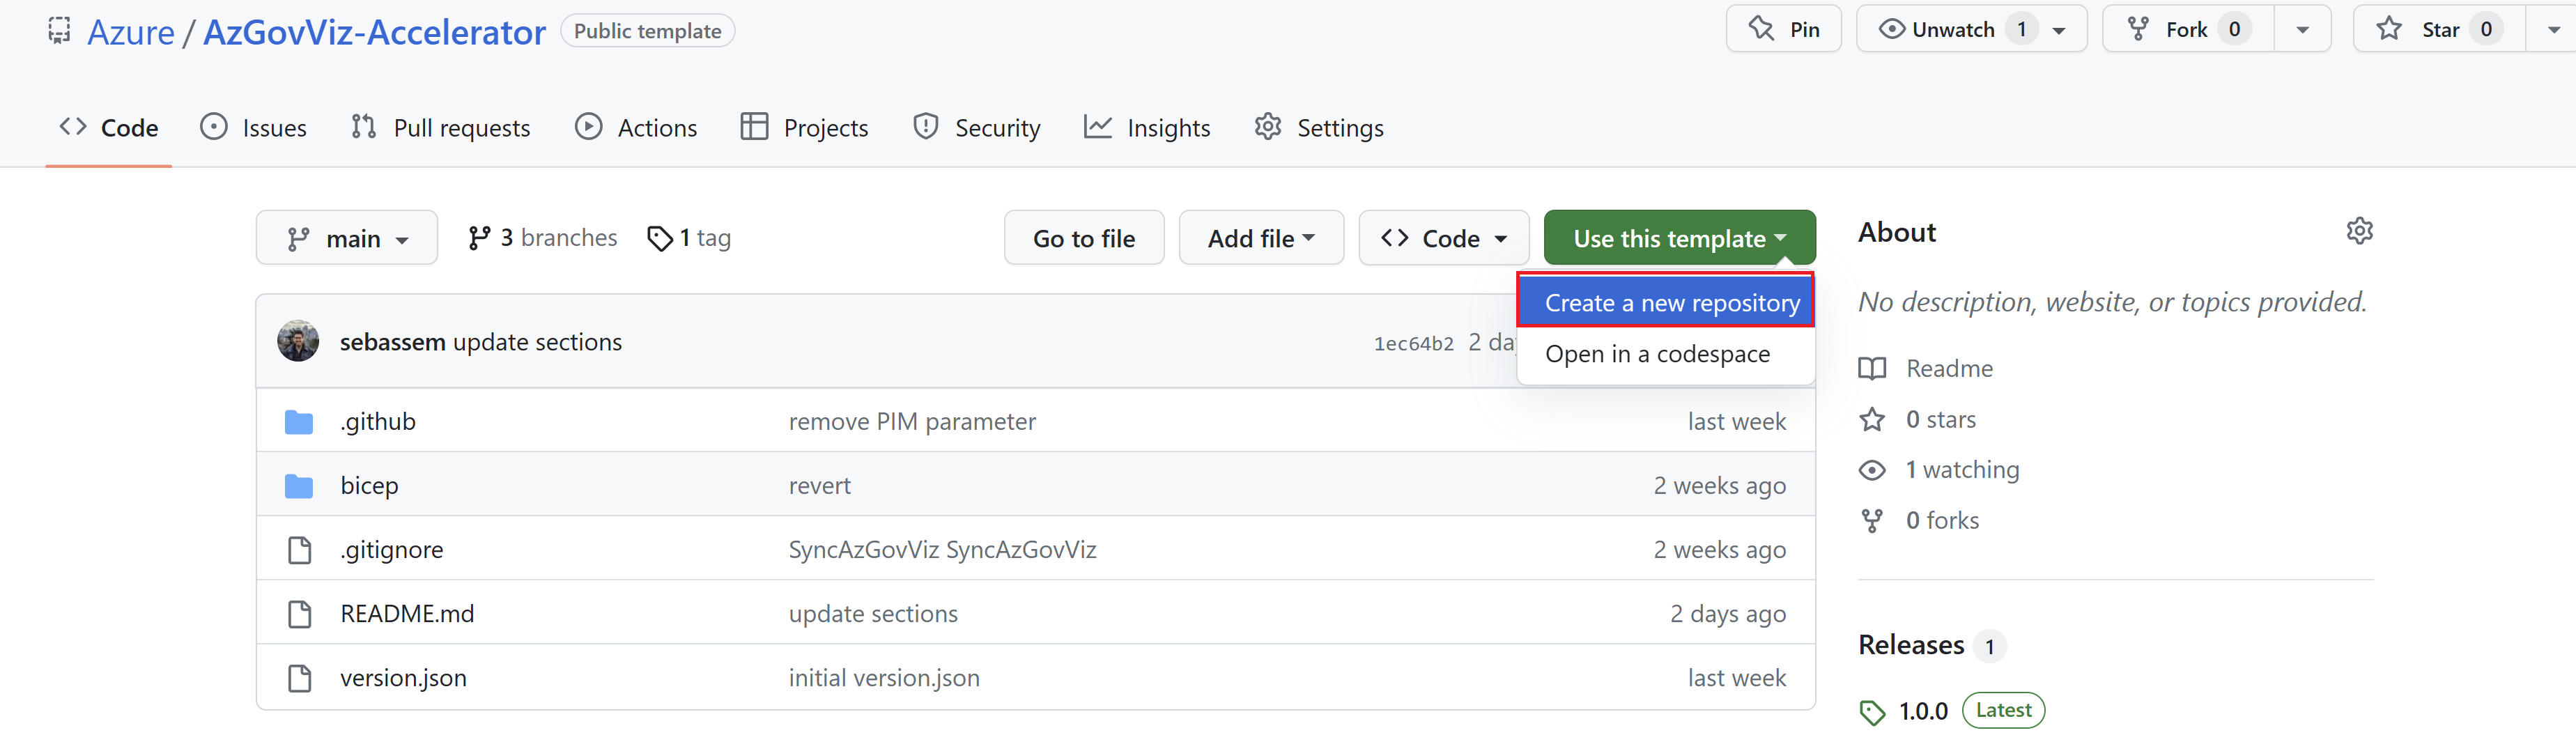 Azure / AzGovViz-Accelerator Public template Pin Unwatch 1 Fork 0 Star 0
Code Issues Pull requests Actions Projects Security Insights Settings
main 3 branches 1 tag Go to file Add file Code Use this template
Create a new repository
Open in a codespace
sebassem update sections 1ec64b2 2 da
.github remove PIM parameter last week
bicep revert 2 weeks ago
.gitignore SyncAzGovViz SyncAzGovViz 2 weeks ago
README.md update sections 2 days ago
version.json initial version.json last week
About
No description, website, or topics provided.
Readme
0 stars
1 watching
0 forks
Releases 1
1.0.0 Latest